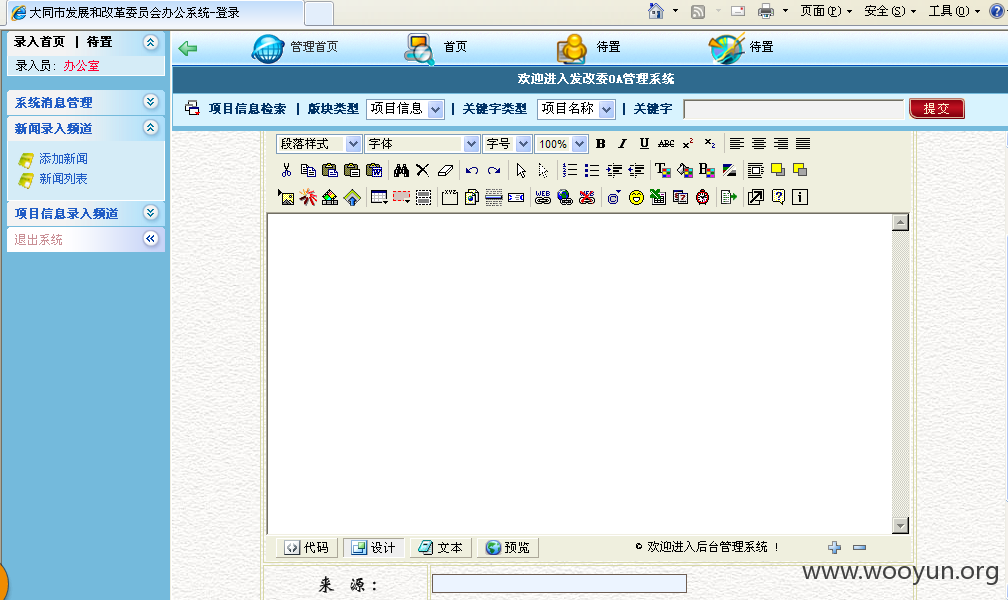 大同市发展和改革委员会办公系统-登录
页面(P) 安全(S) 工具(O)
录入首页 | 待置
录入员: 办公室
系统消息管理
新闻录入频道
添加新闻
新闻列表
项目信息录入频道
退出系统
管理首页 首页 待置 待置
欢迎进入发改委OA管理系统
项目信息检索 | 版块类型 项目信息 | 关键字类型 项目名称 | 关键字 提交
段落样式 字体 字号 100% B I U ABC x² x₂
代码 设计 文本 预览 欢迎进入后台管理系统 !
来 源:
www.wooyun.org